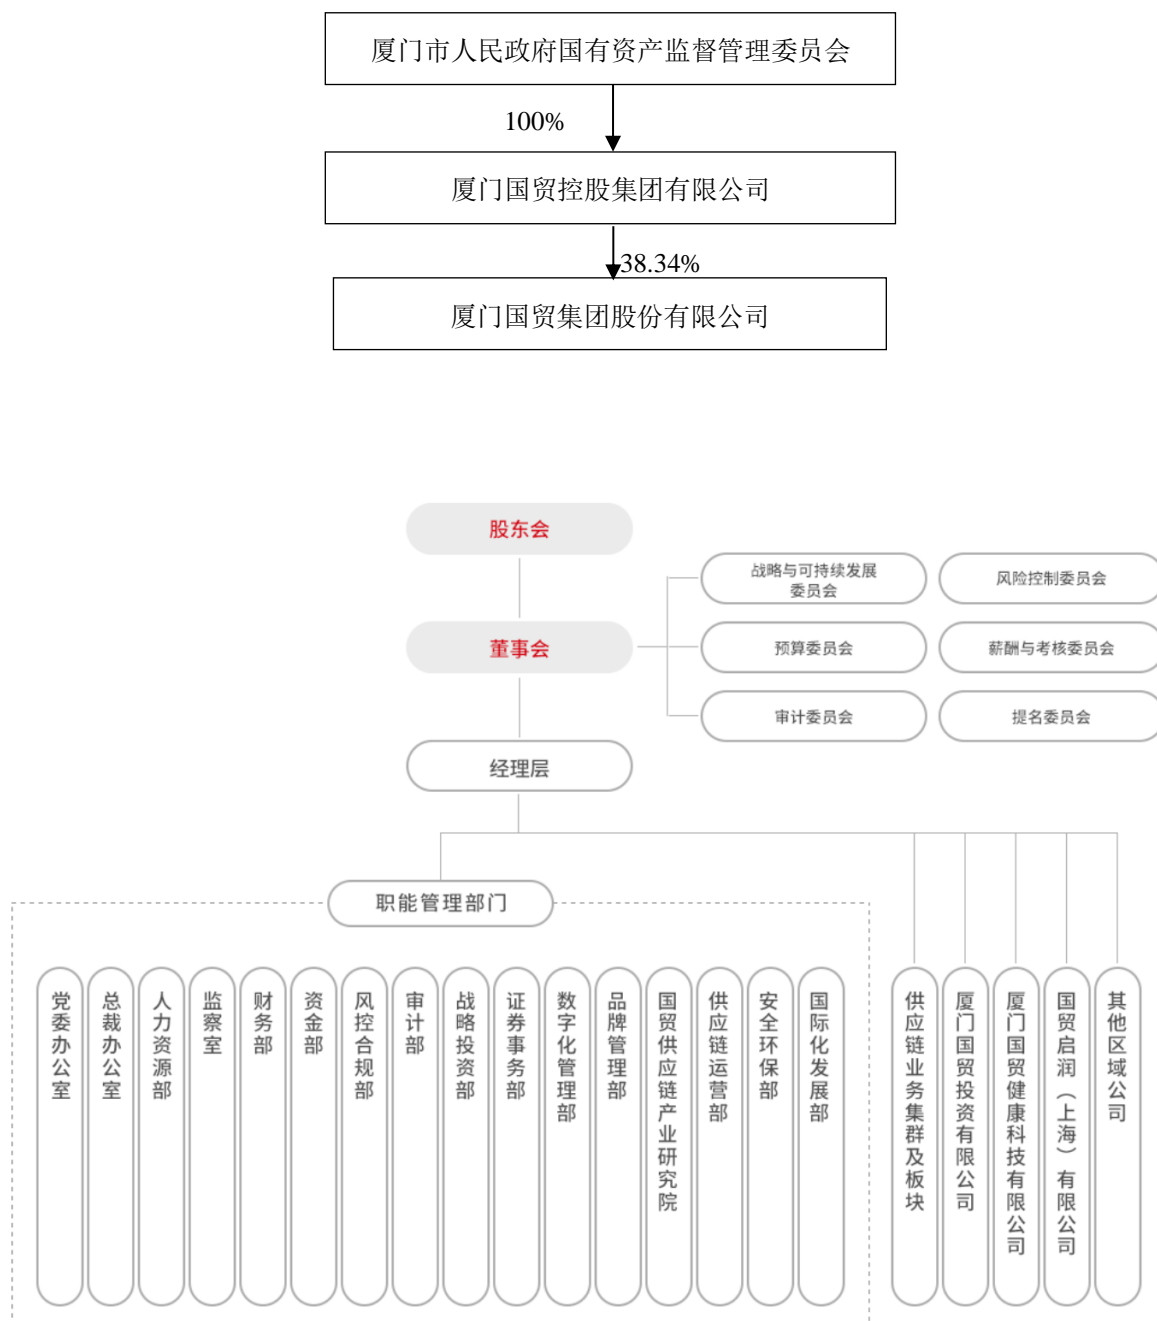 厦门市人民政府国有资产监督管理委员会
100%
厦门国贸控股集团有限公司
38.34%
厦门国贸集团股份有限公司
股东会
战略与可持续发展
委员会
风险控制委员会
董事会
预算委员会
薪酬与考核委员会
审计委员会
提名委员会
经理层
职能管理部门
党委办公室
总裁办公室
人力资源部
监察室
财务部
资金部
风控合规部
审计部
战略投资部
证券事务部
数字化管理部
品牌管理部
国贸供应链产业研究院
供应链运营部
安全环保部
国际化发展部
供应链业务集群及板块
厦门国贸投资有限公司
厦门国贸健康科技有限公司
国贸启润（上海）有限公司
其他区域公司